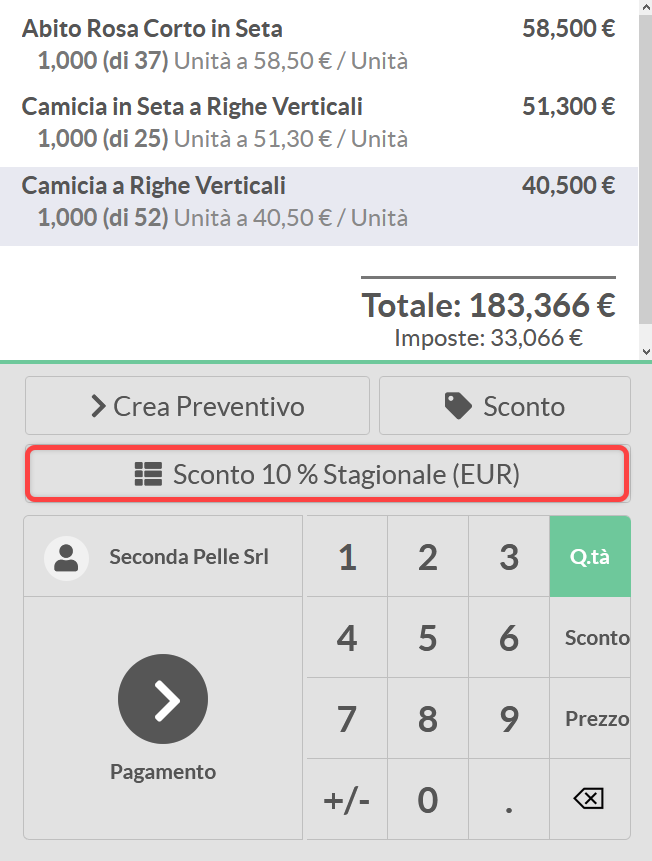 Abito Rosa Corto in Seta 58,500 €
1,000 (di 37) Unità a 58,50 € / Unità
Camicia in Seta a Righe Verticali 51,300 €
1,000 (di 25) Unità a 51,30 € / Unità
Camicia a Righe Verticali 40,500 €
1,000 (di 52) Unità a 40,50 € / Unità
Totale: 183,366 €
Imposte: 33,066 €
Crea Preventivo Sconto
Sconto 10 % Stagionale (EUR)
Seconda Pelle Srl 1 2 3 Q.tà
4 5 6 Sconto
7 8 9 Prezzo
Pagamento
+/- 0 .